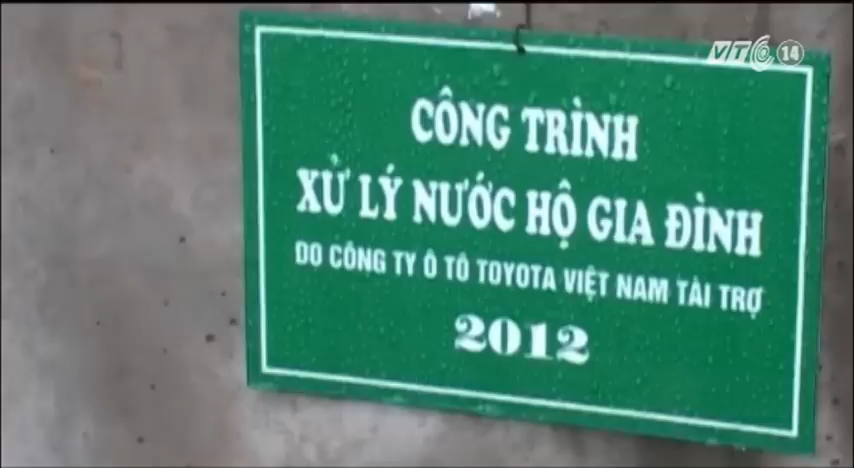 VTC 14
CÔNG TRÌNH
XỬ LÝ NƯỚC HỘ GIA ĐÌNH
DO CÔNG TY Ô TÔ TOYOTA VIỆT NAM TÀI TRỢ
2012